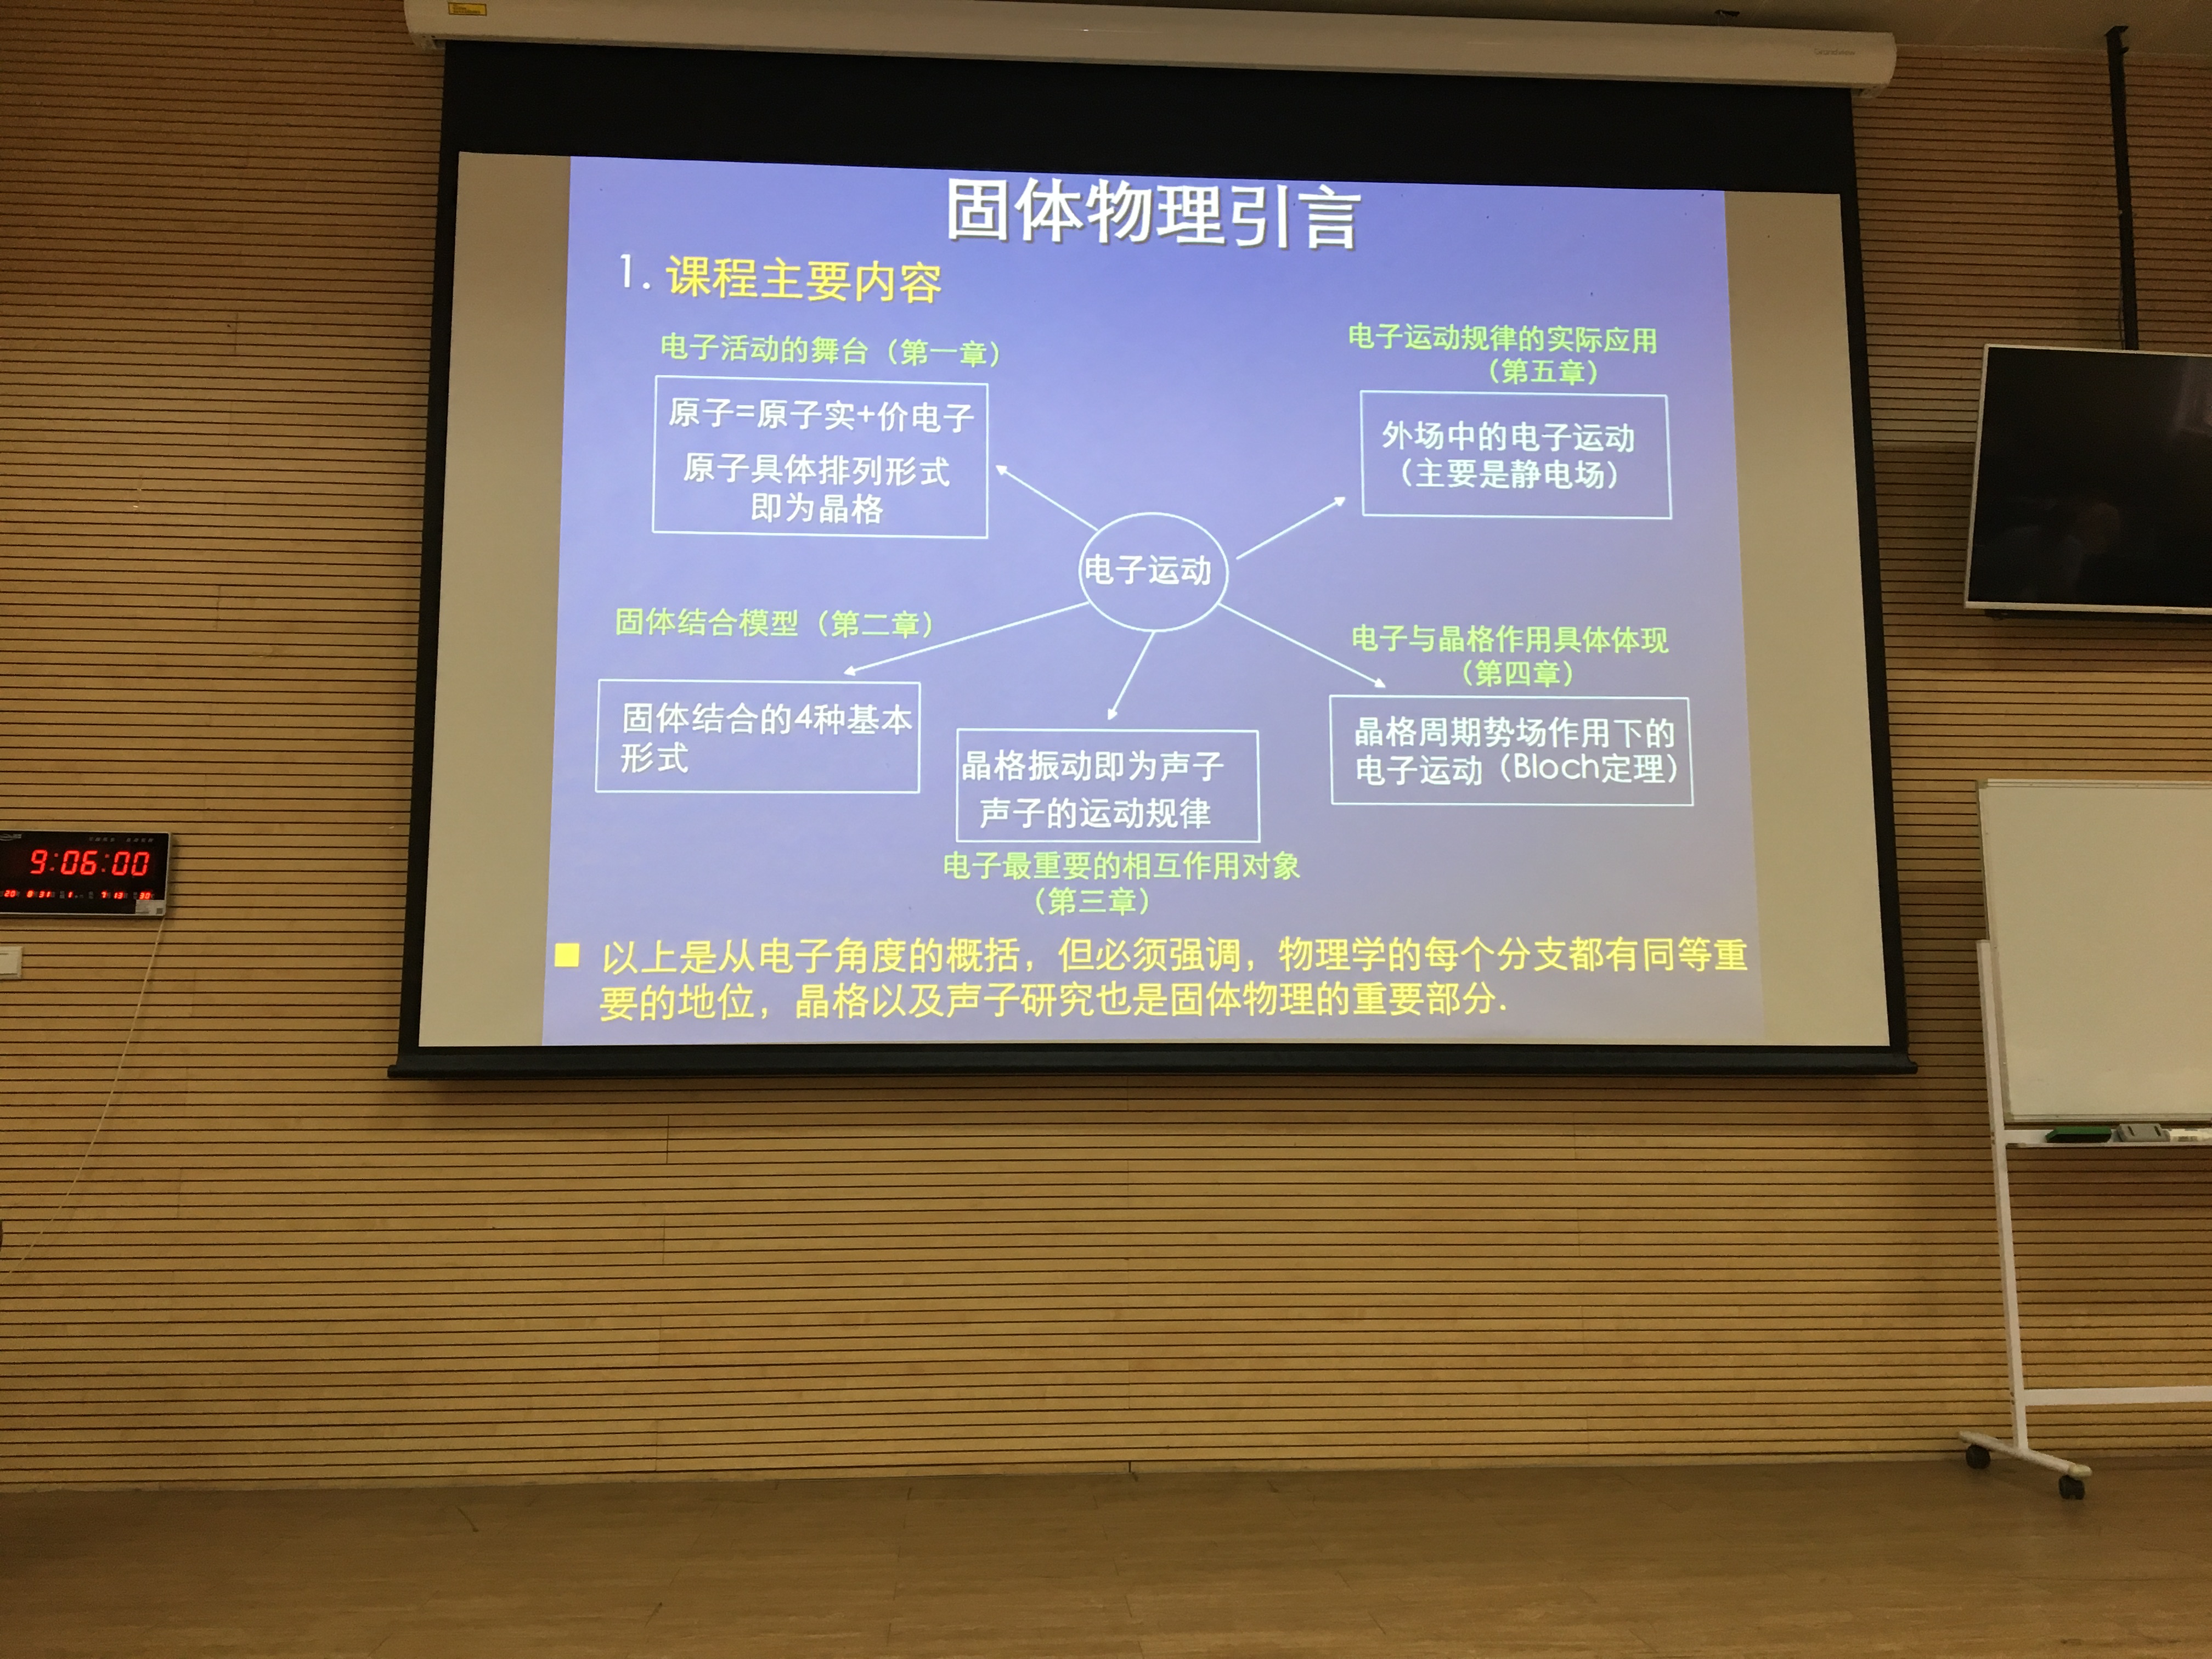 固体物理引言
1. 课程主要内容
电子活动的舞台（第一章）
原子=原子实+价电子
原子具体排列形式
即为晶格
电子运动规律的实际应用
（第五章）
外场中的电子运动
（主要是静电场）
电子运动
固体结合模型（第二章）
固体结合的4种基本
形式
晶格振动即为声子
声子的运动规律
电子最重要的相互作用对象
（第三章）
电子与晶格作用具体体现
（第四章）
晶格周期势场作用下的
电子运动（Bloch定理）
■ 以上是从电子角度的概括，但必须强调，物理学的每个分支都有同等重
要的地位，晶格以及声子研究也是固体物理的重要部分.
9:06:00